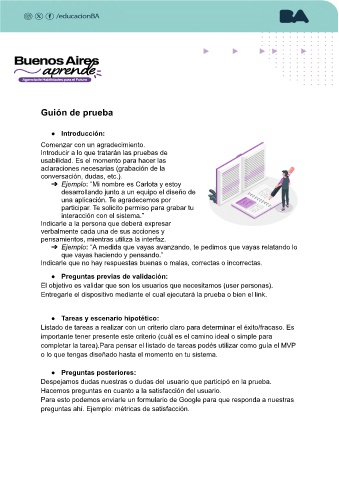 /educacionBA
BA
Buenos Aires
aprende
Agencia de Habilidades para el Futuro
Guión de prueba
● Introducción:
Comenzar con un agradecimiento.
Introducir a lo que tratarán las pruebas de
usabilidad. Es el momento para hacer las
aclaraciones necesarias (grabación de la
conversación, dudas, etc.).
➔ Ejemplo: "Mi nombre es Carlota y estoy
desarrollando junto a un equipo el diseño de
una aplicación. Te agradecemos por
participar. Te solicito permiso para grabar tu
interacción con el sistema."
Indicarle a la persona que deberá expresar
verbalmente cada una de sus acciones y
pensamientos, mientras utiliza la interfaz.
➔ Ejemplo: "A medida que vayas avanzando, te pedimos que vayas relatando lo
que vayas haciendo y pensando."
Indicarle que no hay respuestas buenas o malas, correctas o incorrectas.
● Preguntas previas de validación:
El objetivo es validar que son los usuarios que necesitamos (user personas).
Entregarle el dispositivo mediante el cual ejecutará la prueba o bien el link.
● Tareas y escenario hipotético:
Listado de tareas a realizar con un criterio claro para determinar el éxito/fracaso. Es
importante tener presente este criterio (cuál es el camino ideal o simple para
completar la tarea).Para pensar el listado de tareas podés utilizar como guía el MVP
o lo que tengas diseñado hasta el momento en tu sistema.
● Preguntas posteriores:
Despejamos dudas nuestras o dudas del usuario que participó en la prueba.
Hacemos preguntas en cuanto a la satisfacción del usuario.
Para esto podemos enviarle un formulario de Google para que responda a nuestras
preguntas ahí. Ejemplo: métricas de satisfacción.